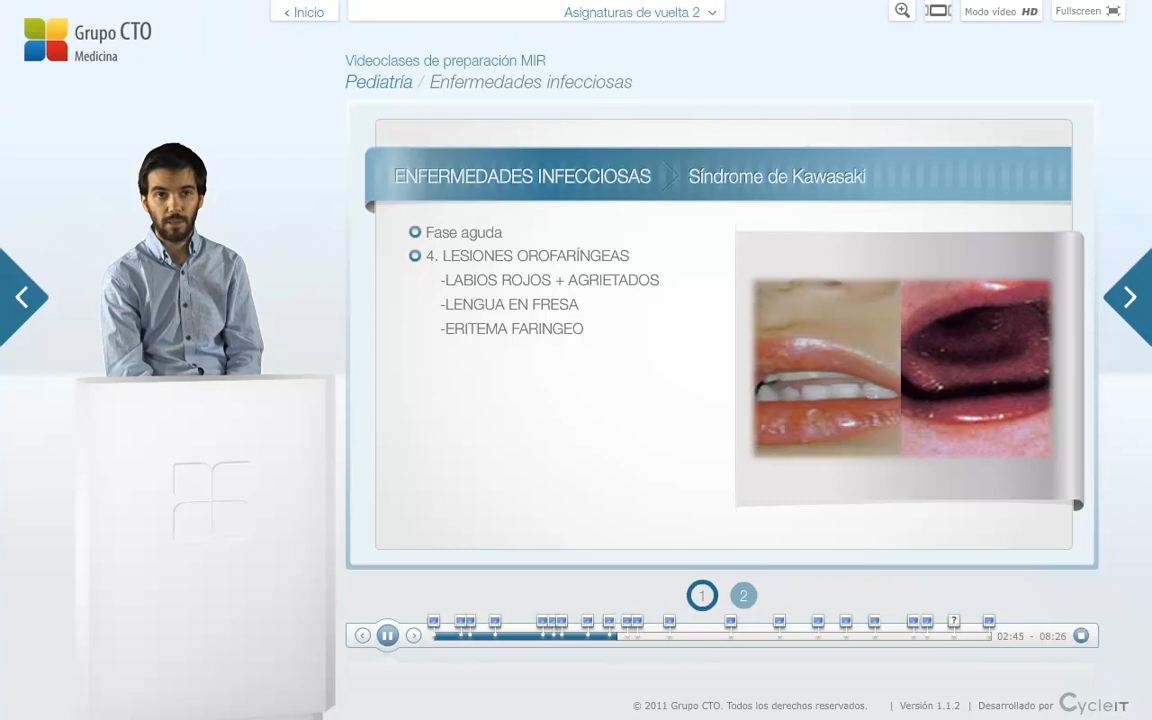 Grupo CTO
Medicina
‹ Inicio
Asignaturas de vuelta 2
Modo vídeo HD
Fullscreen
Videoclases de preparación MIR
Pediatría / Enfermedades infecciosas
ENFERMEDADES INFECCIOSAS
Síndrome de Kawasaki
Fase aguda
4. LESIONES OROFARÍNGEAS
-LABIOS ROJOS + AGRIETADOS
-LENGUA EN FRESA
-ERITEMA FARINGEO
1
2
?
02:45 - 08:26
© 2011 Grupo CTO. Todos los derechos reservados. | Versión 1.1.2 | Desarrollado por CycleIT